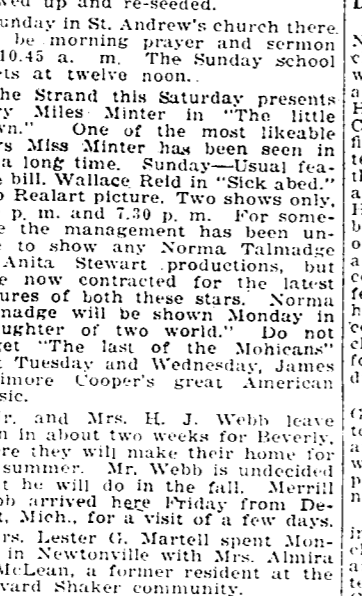 wed up and re-seeded.
unday in St. Andrew's church there
be morning prayer and sermon
10.45 a. m. The Sunday school
ts at twelve noon.
he Strand this Saturday presents
ry Miles Minter in "The little
wn." One of the most likeable
rs Miss Minter has been seen in
a long time. Sunday—Usual fea-
e bill. Wallace Reid in "Sick abed."
o Realart picture. Two shows only,
p. m. and 7.30 p. m. For some-
e the management has been un-
e to show any Norma Talmadge
Anita Stewart productions, but
e now contracted for the latest
ures of both these stars. Norma
madge will be shown Monday in
aughter of two world." Do not
get "The last of the Mohicans"
t Tuesday and Wednesday, James
imore Cooper's great American
sic.
r. and Mrs. H. J. Webb leave
n in about two weeks for Beverly,
re they will make their home for
summer. Mr. Webb is undecided
t he will do in the fall. Merrill
bb arrived here Friday from De-
t, Mich., for a visit of a few days.
rs. Lester G. Martell spent Mon-
in Newtonville with Mrs. Almira
McLean, a former resident at the
vard Shaker community.